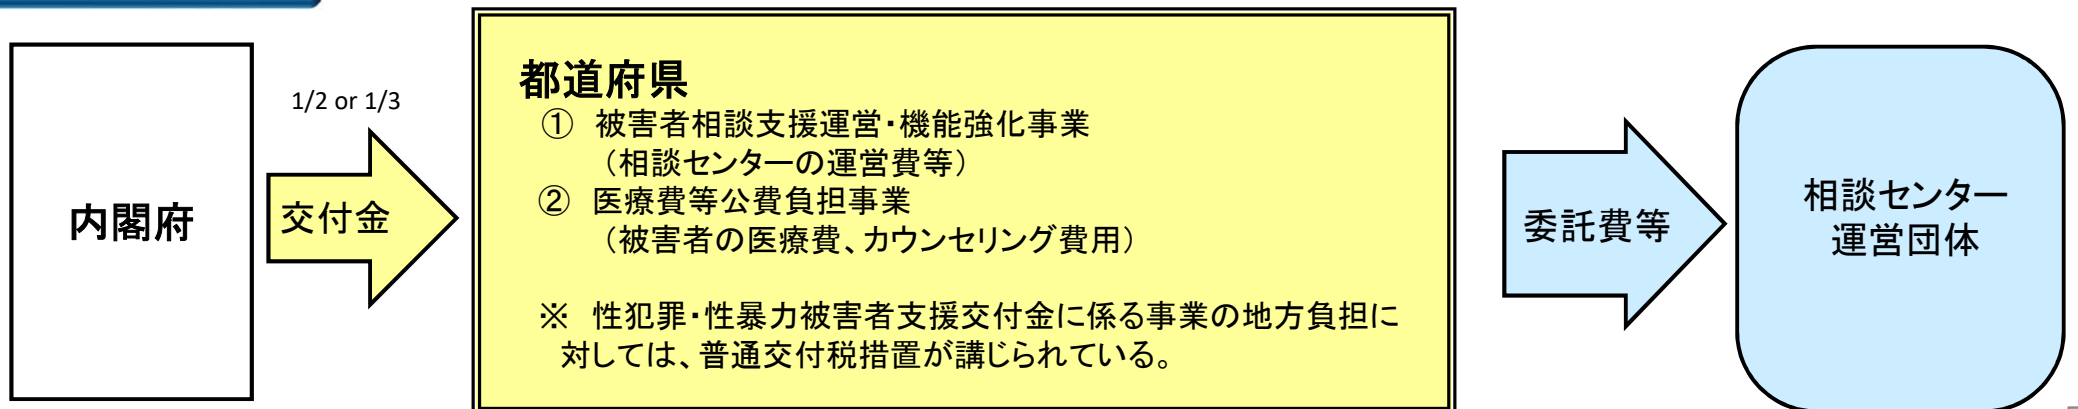 内閣府
1/2 or 1/3
交付金
都道府県
① 被害者相談支援運営・機能強化事業
（相談センターの運営費等）
② 医療費等公費負担事業
（被害者の医療費、カウンセリング費用）
※ 性犯罪・性暴力被害者支援交付金に係る事業の地方負担に
対しては、普通交付税措置が講じられている。
委託費等
相談センター
運営団体